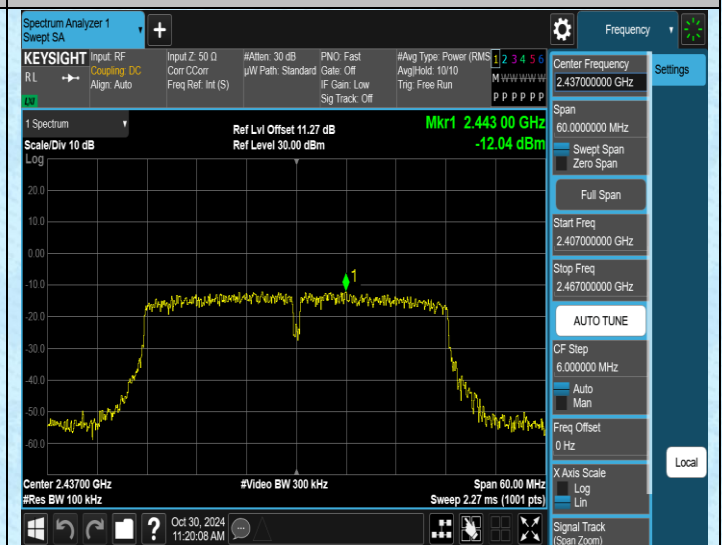 Spectrum Analyzer 1
Swept SA
+
Frequency
KEYSIGHT
R L
LXI
Input: RF
Coupling: DC
Align: Auto
Input Z: 50 Ω
Corr CCorr
Freq Ref: Int (S)
#Atten: 30 dB
µW Path: Standard
PNO: Fast
Gate: Off
IF Gain: Low
Sig Track: Off
#Avg Type: Power (RMS
Avg|Hold: 10/10
Trig: Free Run
1 2 3 4 5 6
M W W W W W
P P P P P P
1 Spectrum
Scale/Div 10 dB
Ref Lvl Offset 11.27 dB
Ref Level 30.00 dBm
Mkr1 2.443 00 GHz
-12.04 dBm
Log
20.0
10.0
0.00
-10.0
-20.0
-30.0
-40.0
-50.0
-60.0
1
Center 2.43700 GHz
#Res BW 100 kHz
#Video BW 300 kHz
Span 60.00 MHz
Sweep 2.27 ms (1001 pts)
Center Frequency
2.437000000 GHz
Span
60.0000000 MHz
Swept Span
Zero Span
Full Span
Start Freq
2.407000000 GHz
Stop Freq
2.467000000 GHz
AUTO TUNE
CF Step
6.000000 MHz
Auto
Man
Freq Offset
0 Hz
X Axis Scale
Log
Lin
Signal Track
(Span Zoom)
Settings
Local
?
Oct 30, 2024
11:20:08 AM